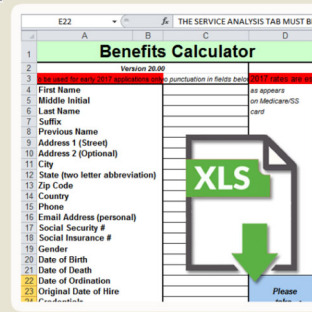 E22 fx THE SERVICE ANALYSIS TAB MUST B
A B C D
1 Benefits Calculator
2 Version 20.00
3 o be used for early 2017 applications only o punctuation in fields below 2017 rates are
4 First Name as appears
5 Middle Initial on Medicare/SS
6 Last Name card
7 Suffix
8 Previous Name
9 Address 1 (Street)
10 Address 2 (Optional)
11 City
12 State (two letter abbreviation)
13 Zip Code
14 Country
15 Phone
16 Email Address (personal)
17 Social Security #
18 Social Insurance #
19 Gender
20 Date of Birth
21 Date of Death
22 Date of Ordination
23 Original Date of Hire Please
24 Credentials take
XLS